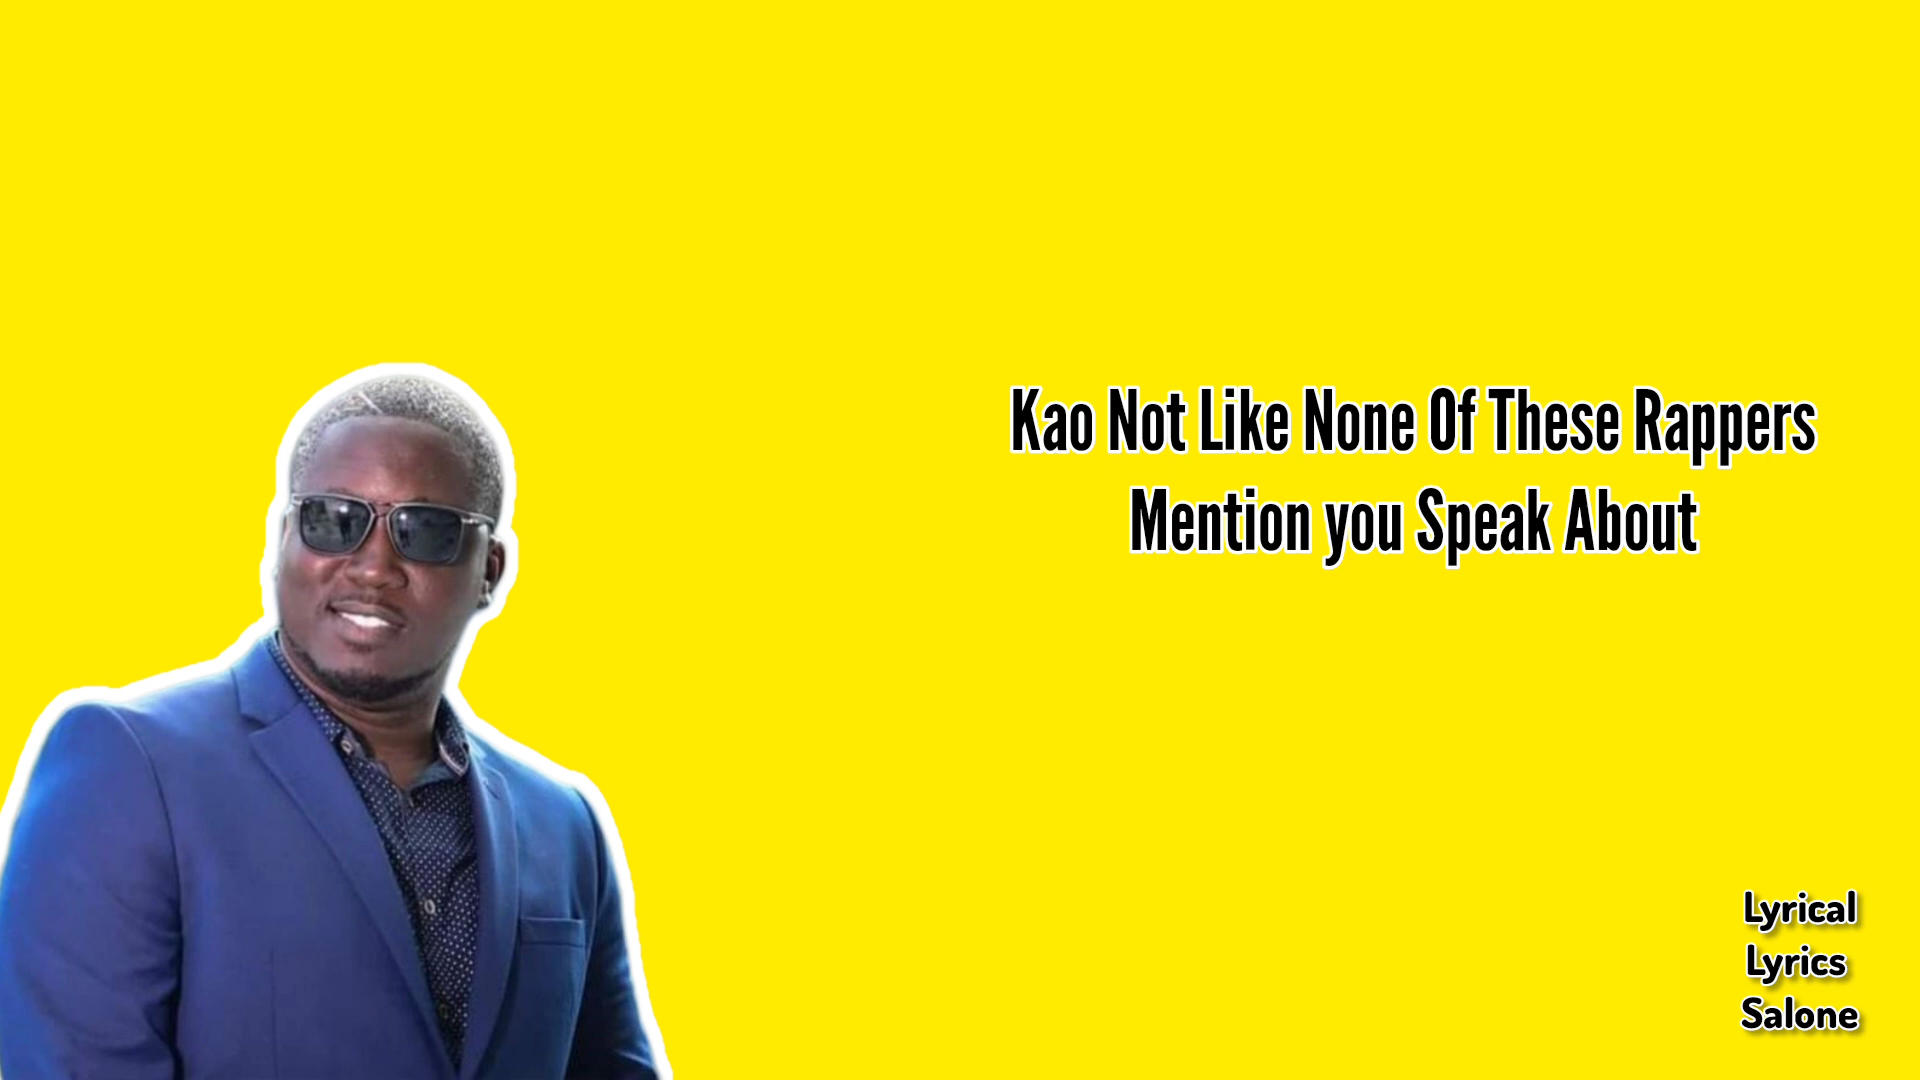 Kao Not Like None Of These Rappers
Mention you Speak About
Lyrical
Lyrics
Salone